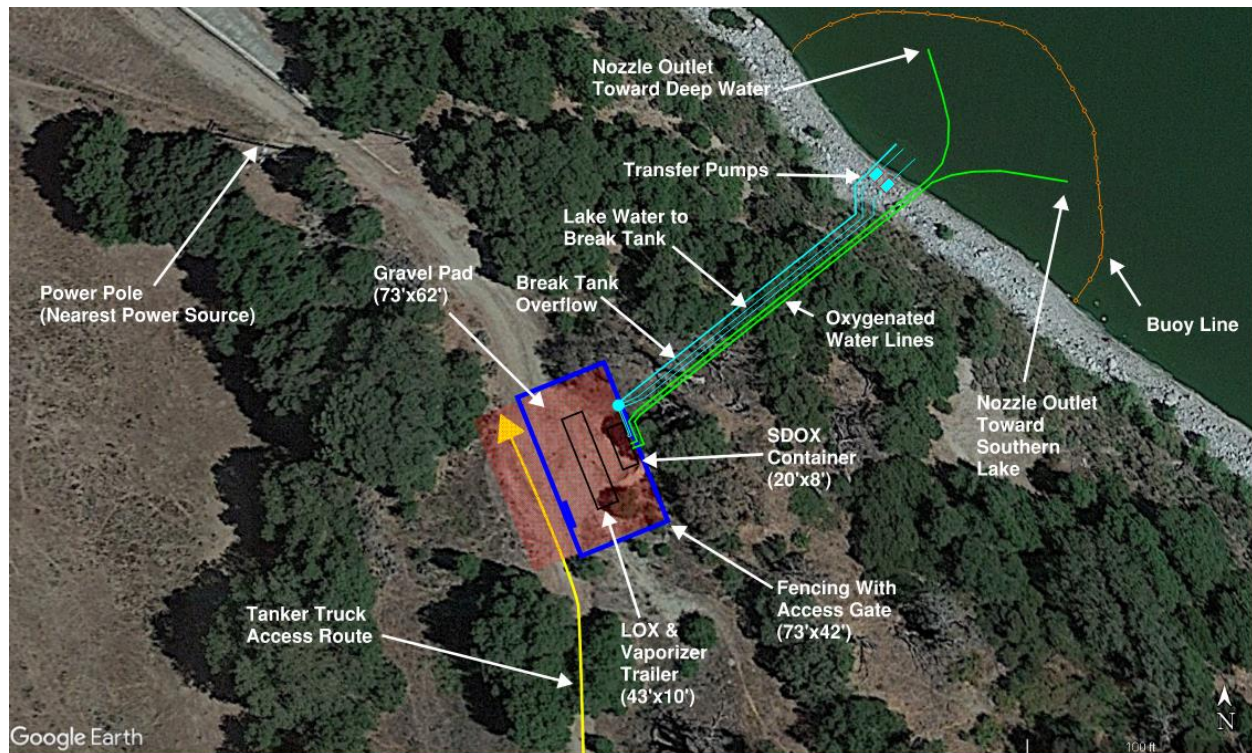 Nozzle Outlet
Toward Deep Water
Transfer Pumps
Lake Water to
Break Tank
Gravel Pad
(73'x62')
Break Tank
Overflow
Power Pole
(Nearest Power Source)
Oxygenated
Water Lines
Buoy Line
Nozzle Outlet
Toward
Southern
Lake
SDOX
Container
(20'x8')
Fencing With
Access Gate
(73'x42')
Tanker Truck
Access Route
LOX &
Vaporizer
Trailer
(43'x10')
Google Earth
N
100 ft